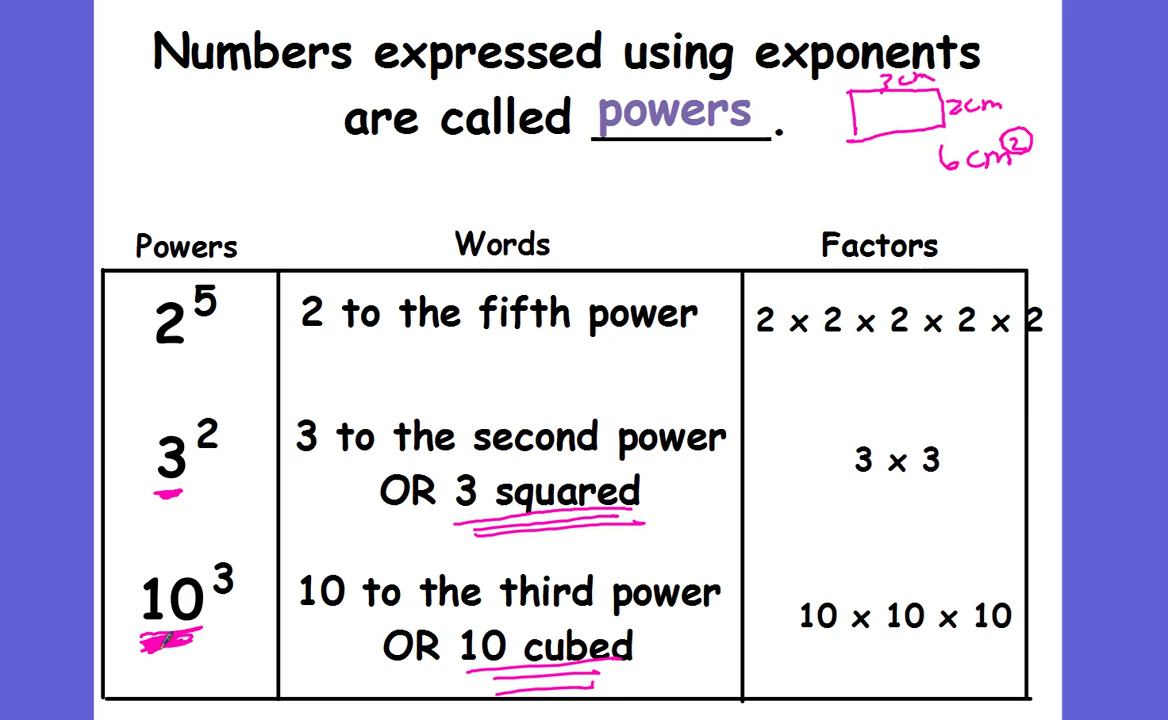 Numbers expressed using exponents
are called powers.
3cm
2cm
6cm²
Powers Words Factors
2⁵ 2 to the fifth power 2 x 2 x 2 x 2 x 2
3² 3 to the second power 3 x 3
OR 3 squared
10³ 10 to the third power 10 x 10 x 10
OR 10 cubed